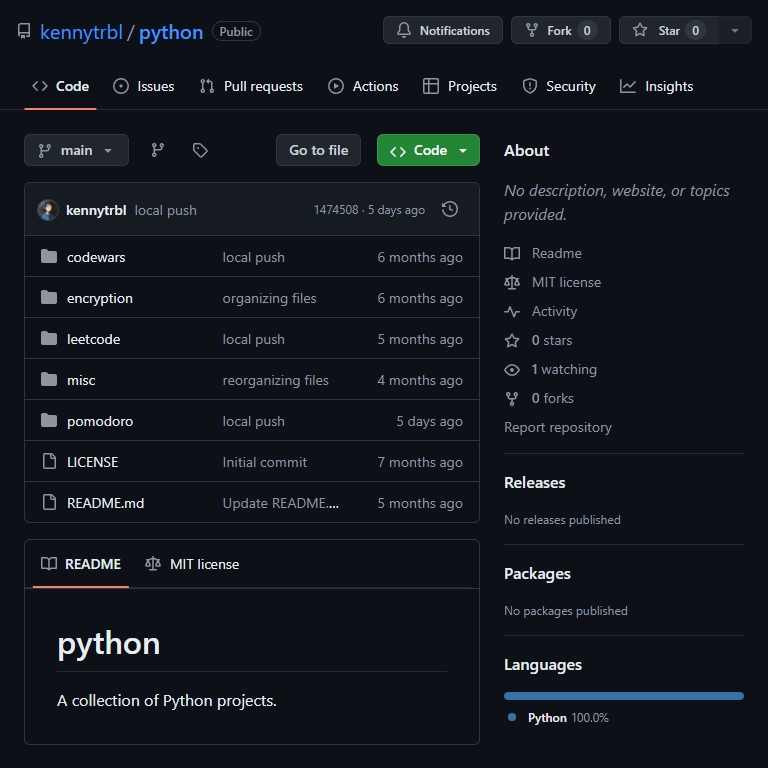 kennytrbl / python Public Notifications Fork 0 Star 0
Code Issues Pull requests Actions Projects Security Insights
main Go to file Code
kennytrbl local push 1474508 · 5 days ago
codewars local push 6 months ago
encryption organizing files 6 months ago
leetcode local push 5 months ago
misc reorganizing files 4 months ago
pomodoro local push 5 days ago
LICENSE Initial commit 7 months ago
README.md Update README.... 5 months ago
README MIT license
python
A collection of Python projects.
About
No description, website, or topics
provided.
Readme
MIT license
Activity
0 stars
1 watching
0 forks
Report repository
Releases
No releases published
Packages
No packages published
Languages
Python 100.0%